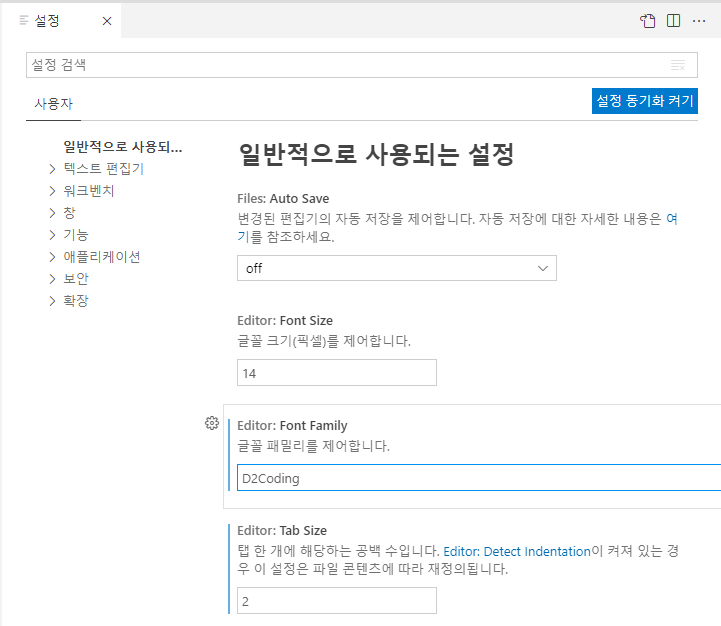 설정
설정 검색
사용자
설정 동기화 켜기
일반적으로 사용되...
텍스트 편집기
워크벤치
창
기능
애플리케이션
보안
확장
일반적으로 사용되는 설정
Files: Auto Save
변경된 편집기의 자동 저장을 제어합니다. 자동 저장에 대한 자세한 내용은 여
기를 참조하세요.
off
Editor: Font Size
글꼴 크기(픽셀)를 제어합니다.
14
Editor: Font Family
글꼴 패밀리를 제어합니다.
D2Coding
Editor: Tab Size
탭 한 개에 해당하는 공백 수입니다. Editor: Detect Indentation이 켜져 있는 경
우 이 설정은 파일 콘텐츠에 따라 재정의됩니다.
2